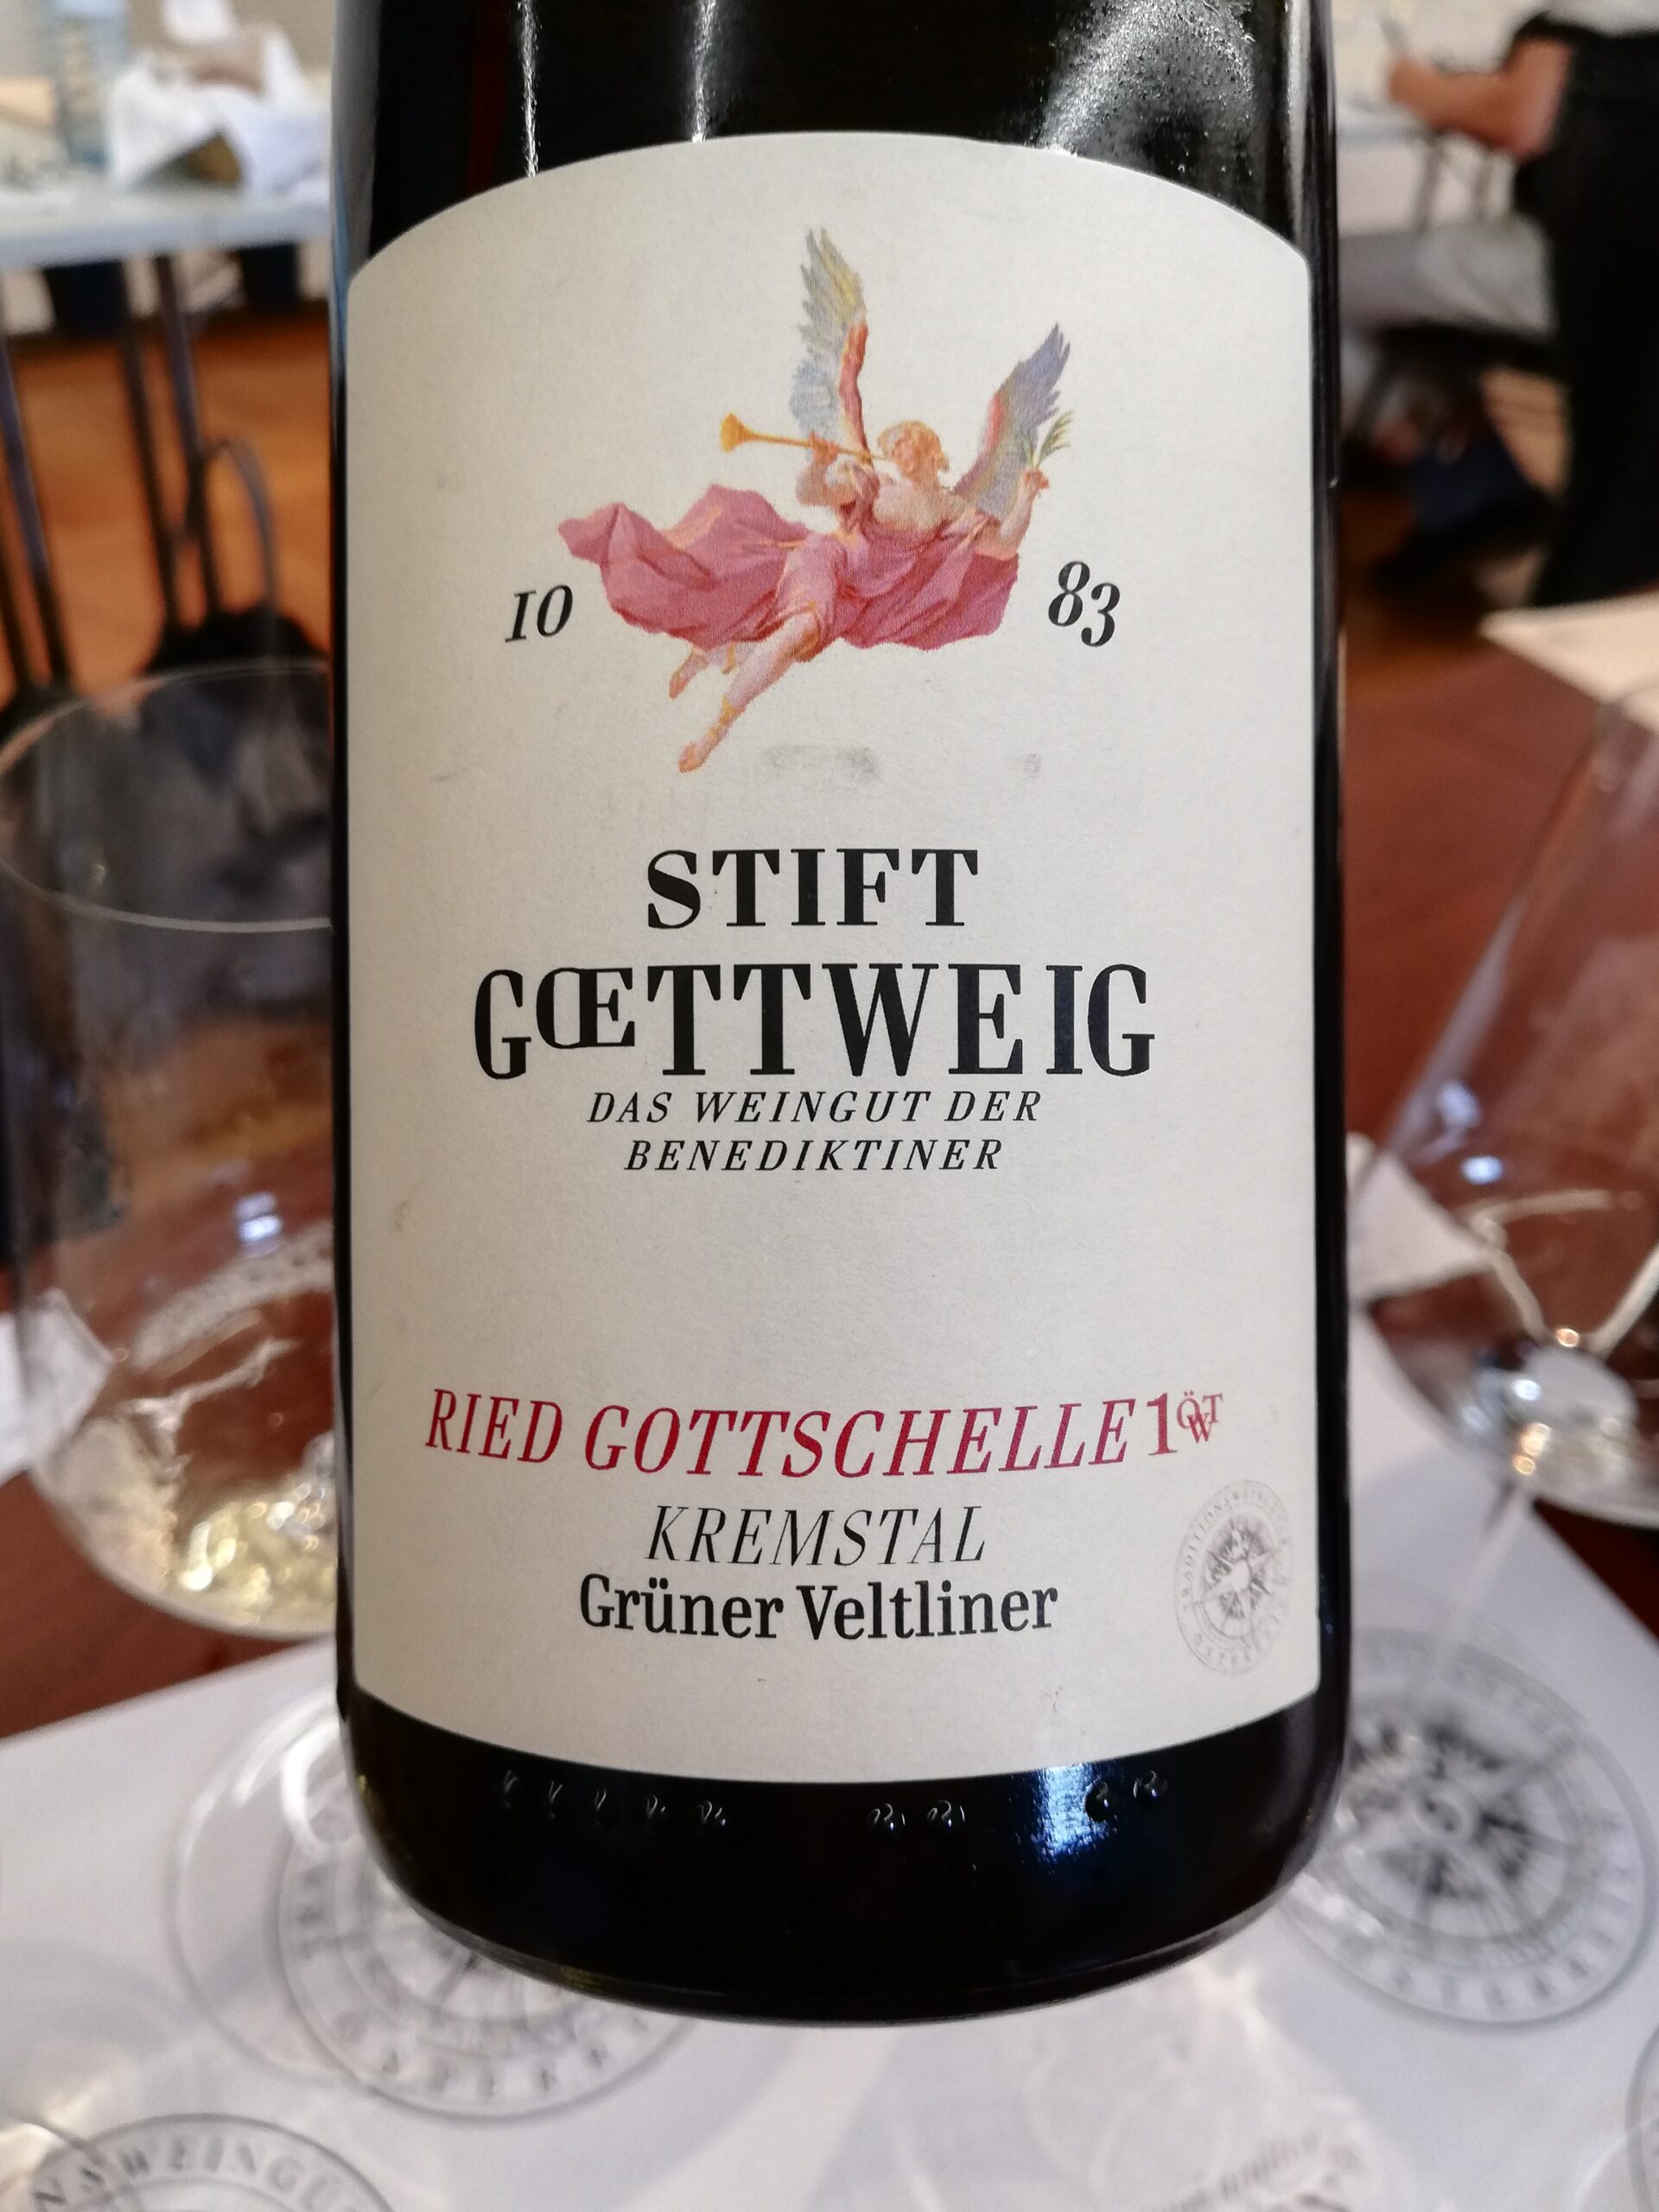 10 83
STIFT
GŒTTWEIG
DAS WEINGUT DER
BENEDIKTINER
RIED GOTTSCHELLE 1ÖTW
KREMSTAL
Grüner Veltliner